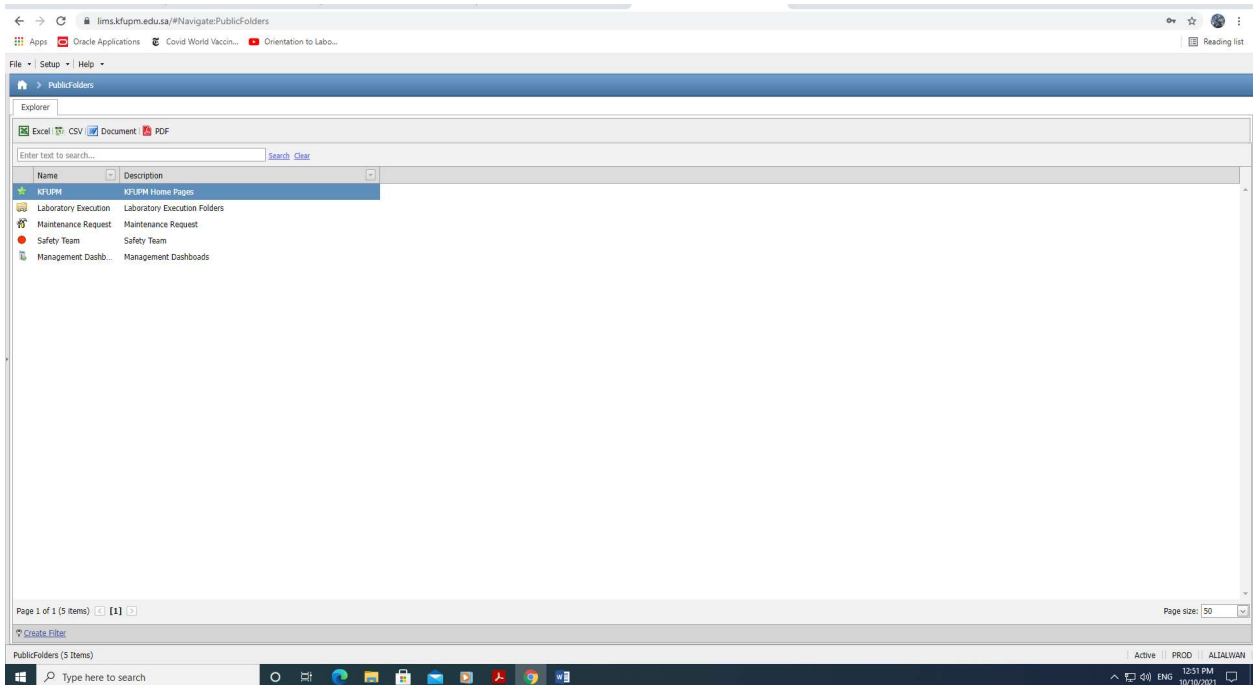 lims.kfupm.edu.sa/#Navigate:PublicFolders
Apps Oracle Applications Covid World Vaccin... Orientation to Labo... Reading list
File Setup Help
PublicFolders
Explorer
Excel CSV Document PDF
Enter text to search... Search Clear
Name Description
KFUPM KFUPM Home Pages
Laboratory Execution Laboratory Execution Folders
Maintenance Request Maintenance Request
Safety Team Safety Team
Management Dashb... Management Dashboads
Page 1 of 1 (5 items) [1] Page size: 50
Create Filter
PublicFolders (5 Items) Active PROD ALIALWAN
Type here to search ENG 12:51 PM
10/10/2021